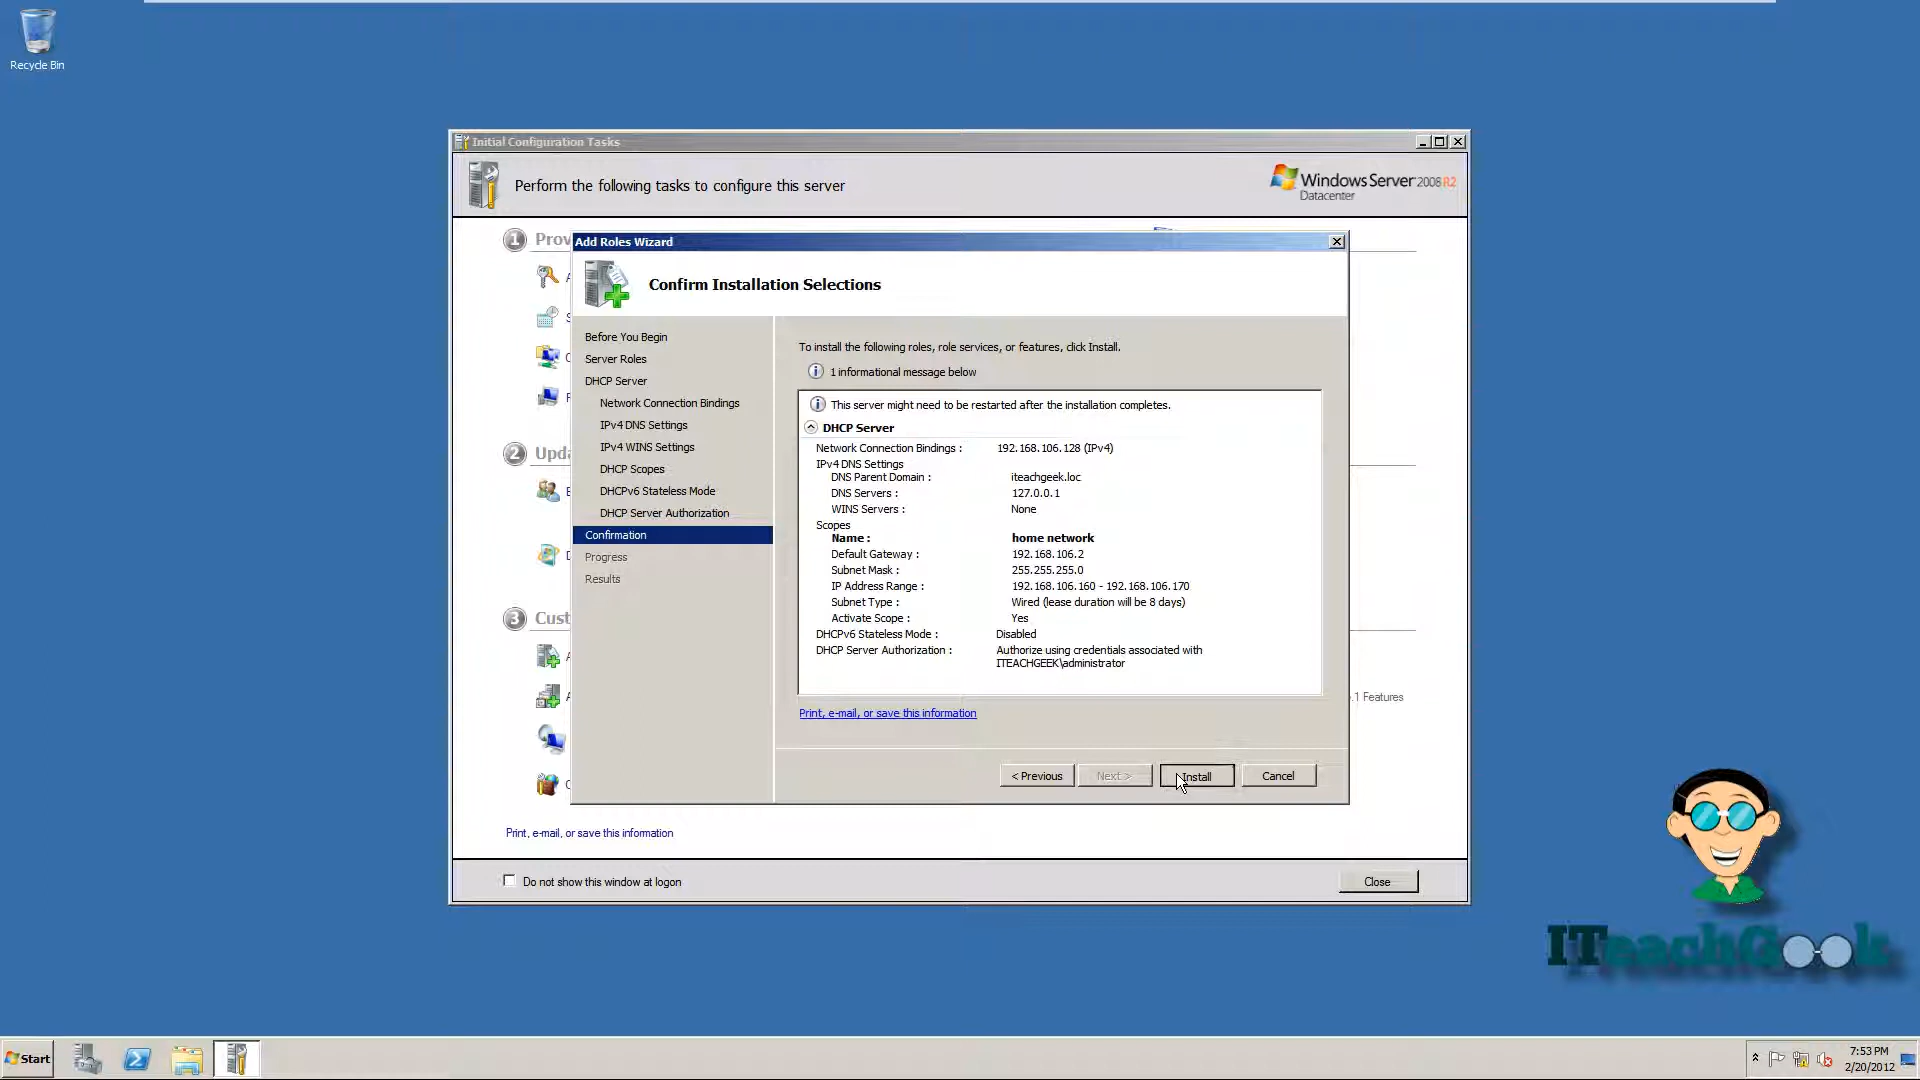 Recycle Bin
Initial Configuration Tasks
Perform the following tasks to configure this server
Windows Server 2008 R2
Datacenter
1
2
3
Add Roles Wizard
Confirm Installation Selections
Before You Begin
Server Roles
DHCP Server
Network Connection Bindings
IPv4 DNS Settings
IPv4 WINS Settings
DHCP Scopes
DHCPv6 Stateless Mode
DHCP Server Authorization
Confirmation
Progress
Results
To install the following roles, role services, or features, click Install.
1 informational message below
This server might need to be restarted after the installation completes.
DHCP Server
Network Connection Bindings : 192.168.106.128 (IPv4)
IPv4 DNS Settings
DNS Parent Domain : iteachgeek.loc
DNS Servers : 127.0.0.1
WINS Servers : None
Scopes
Name : home network
Default Gateway : 192.168.106.2
Subnet Mask : 255.255.255.0
IP Address Range : 192.168.106.160 - 192.168.106.170
Subnet Type : Wired (lease duration will be 8 days)
Activate Scope : Yes
DHCPv6 Stateless Mode : Disabled
DHCP Server Authorization : Authorize using credentials associated with
ITEACHGEEK\administrator
Print, e-mail, or save this information
< Previous
Next >
Install
Cancel
.1 Features
Print, e-mail, or save this information
Do not show this window at logon
Close
ITeachGook
Start
7:53 PM
2/20/2012